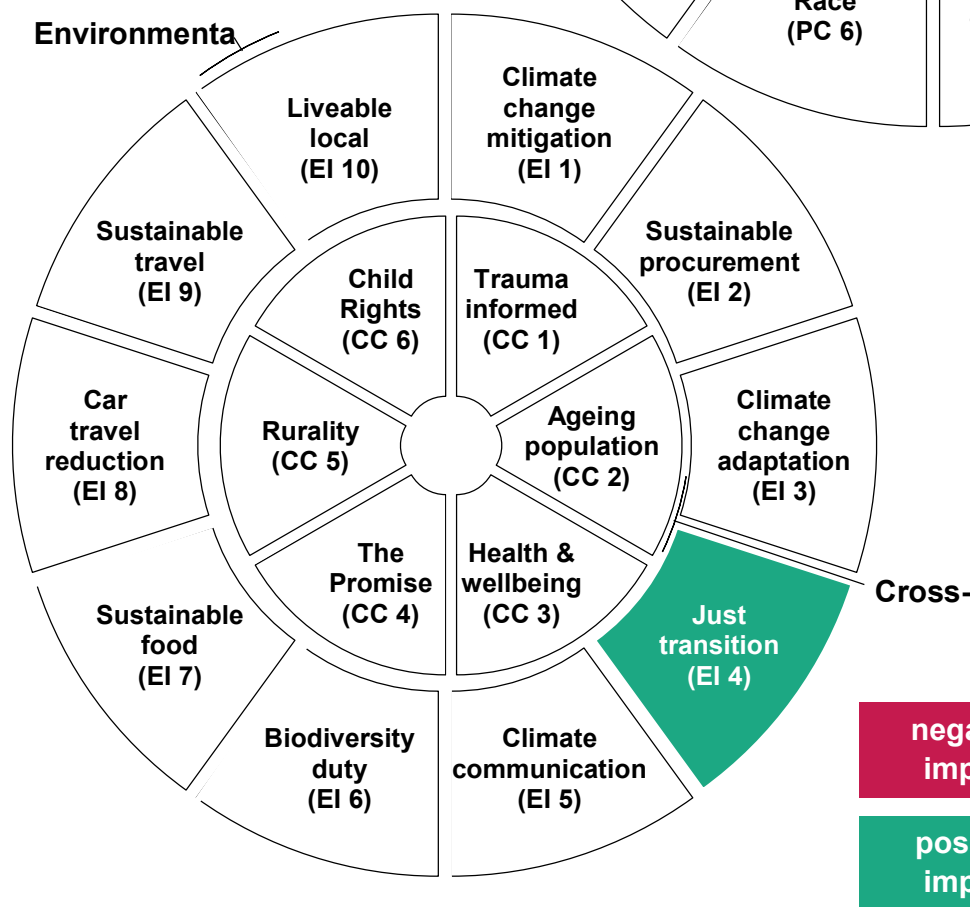 Race
(PC 6)
Environmenta
Climate
change
mitigation
(EI 1)
Sustainable
procurement
(EI 2)
Climate
change
adaptation
(EI 3)
Just
transition
(EI 4)
Climate
communication
(EI 5)
Biodiversity
duty
(EI 6)
Sustainable
food
(EI 7)
Car
travel
reduction
(EI 8)
Sustainable
travel
(EI 9)
Liveable
local
(EI 10)
Trauma
informed
(CC 1)
Ageing
population
(CC 2)
Health &
wellbeing
(CC 3)
The
Promise
(CC 4)
Rurality
(CC 5)
Child
Rights
(CC 6)
Cross-
nega
imp
pos
imp